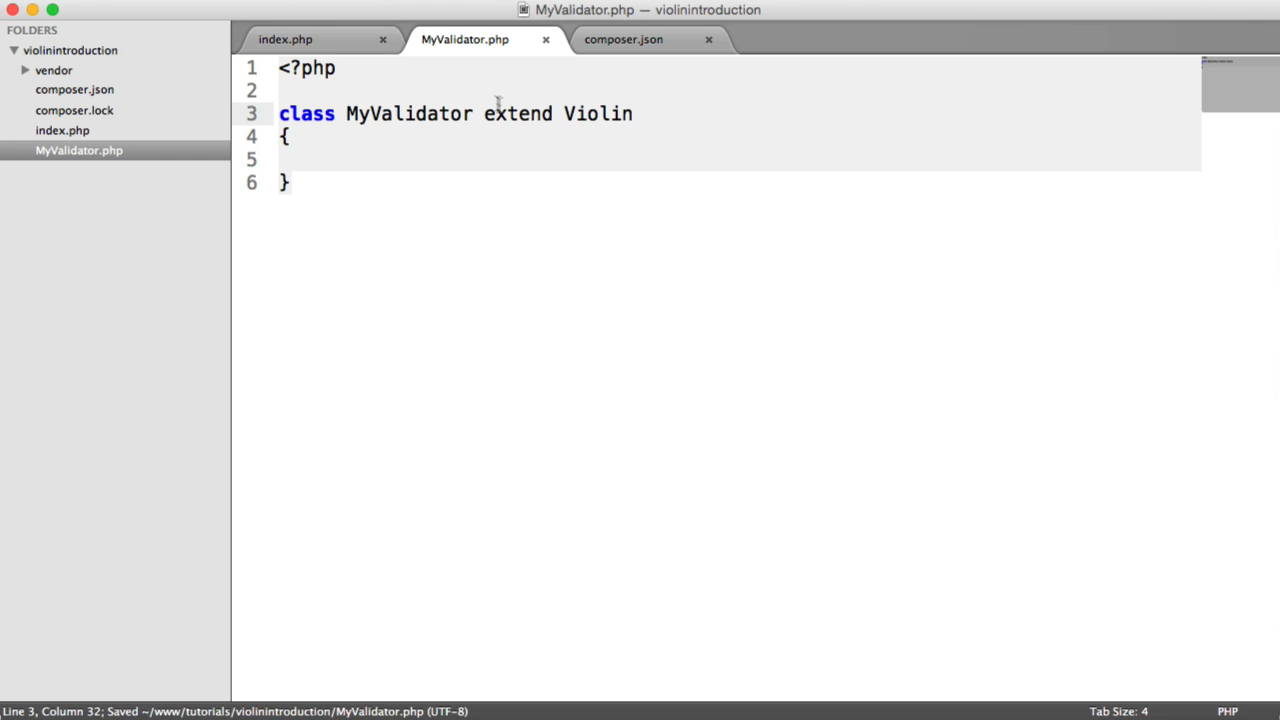 MyValidator.php — violinintroduction
FOLDERS
violinintroduction
vendor
composer.json
composer.lock
index.php
MyValidator.php
index.php
MyValidator.php
composer.json
1 <?php
2
3 class MyValidator extend Violin
4 {
5
6 }
Line 3, Column 32; Saved ~/www/tutorials/violinintroduction/MyValidator.php (UTF-8)
Tab Size: 4
PHP